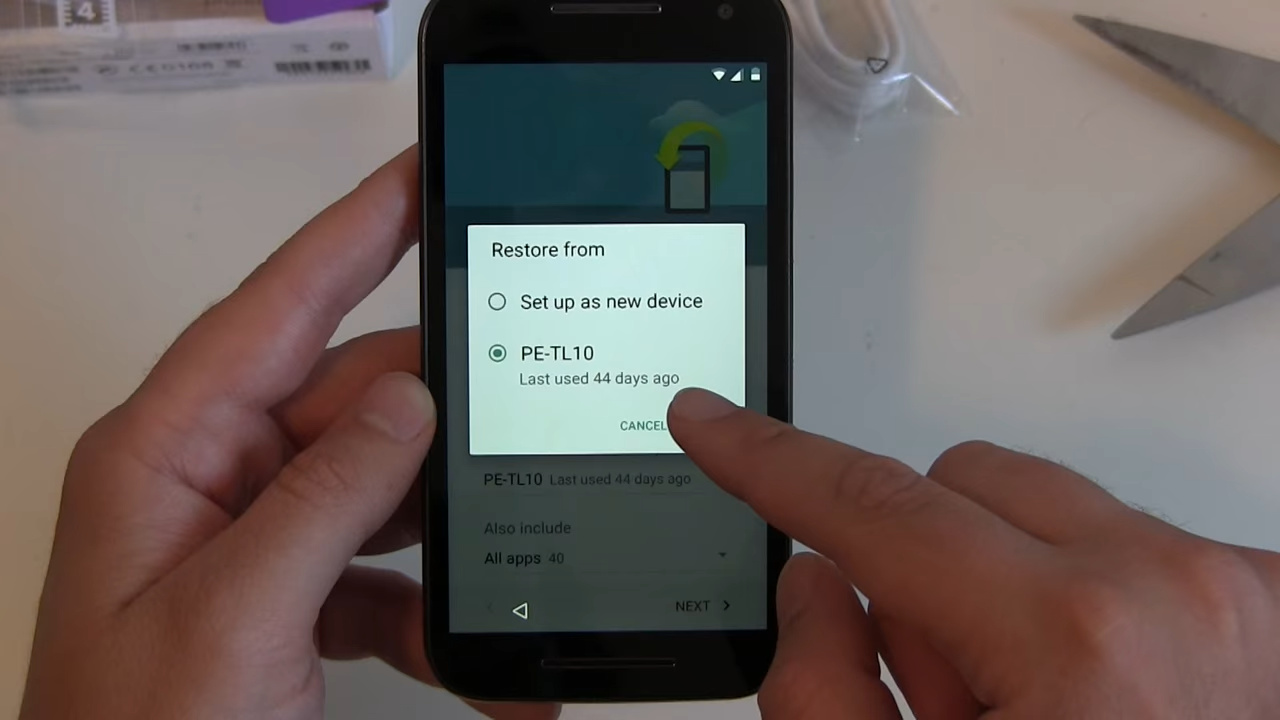 4
Restore from
Set up as new device
PE-TL10
Last used 44 days ago
CANCEL
PE-TL10 Last used 44 days ago
Also include
All apps 40
NEXT